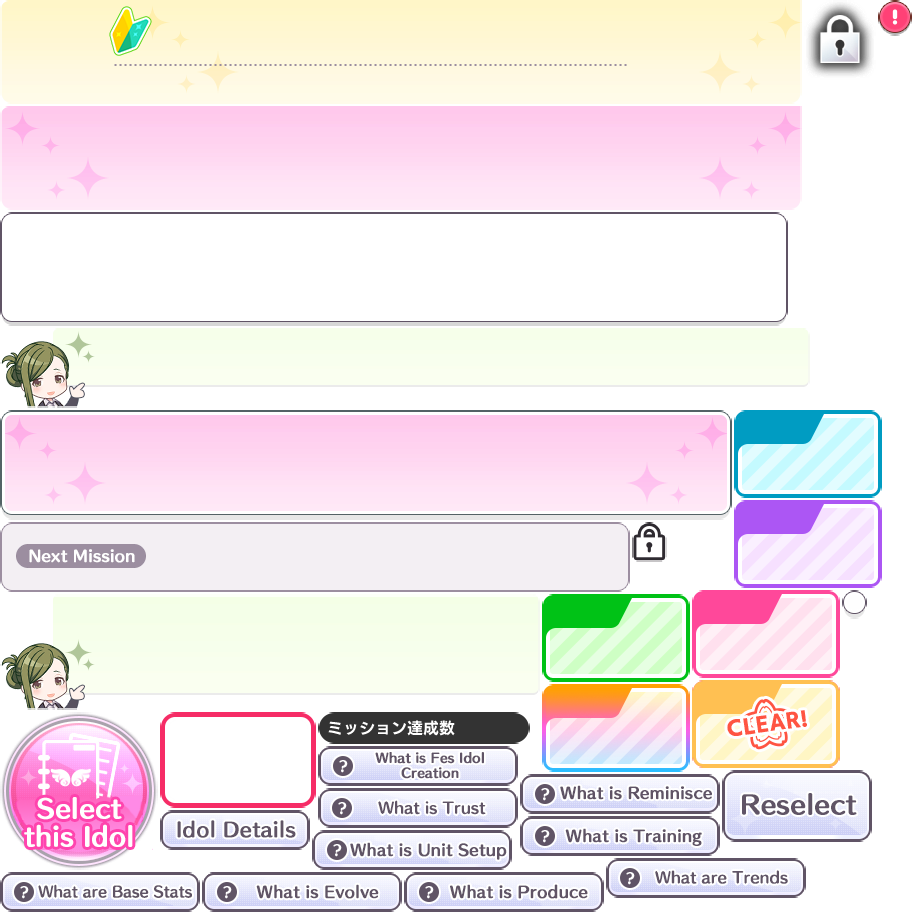 Next Mission
CLEAR!
ミッション達成数
What is Fes Idol
Creation
What is Trust
What is Unit Setup
What is Reminisce
What is Training
Reselect
Select
this Idol
Idol Details
What are Base Stats
What is Evolve
What is Produce
What are Trends